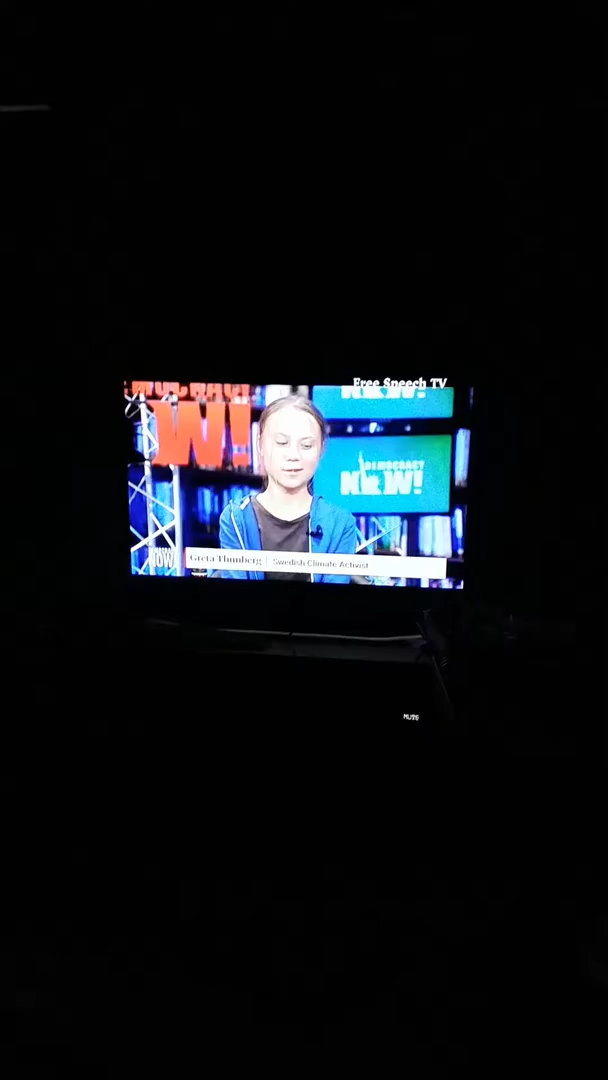 Free Speech TV
W!
DEMOCRACY
NOW!
NOW!
Greta Thunberg | Swedish Climate Activist
MUTE